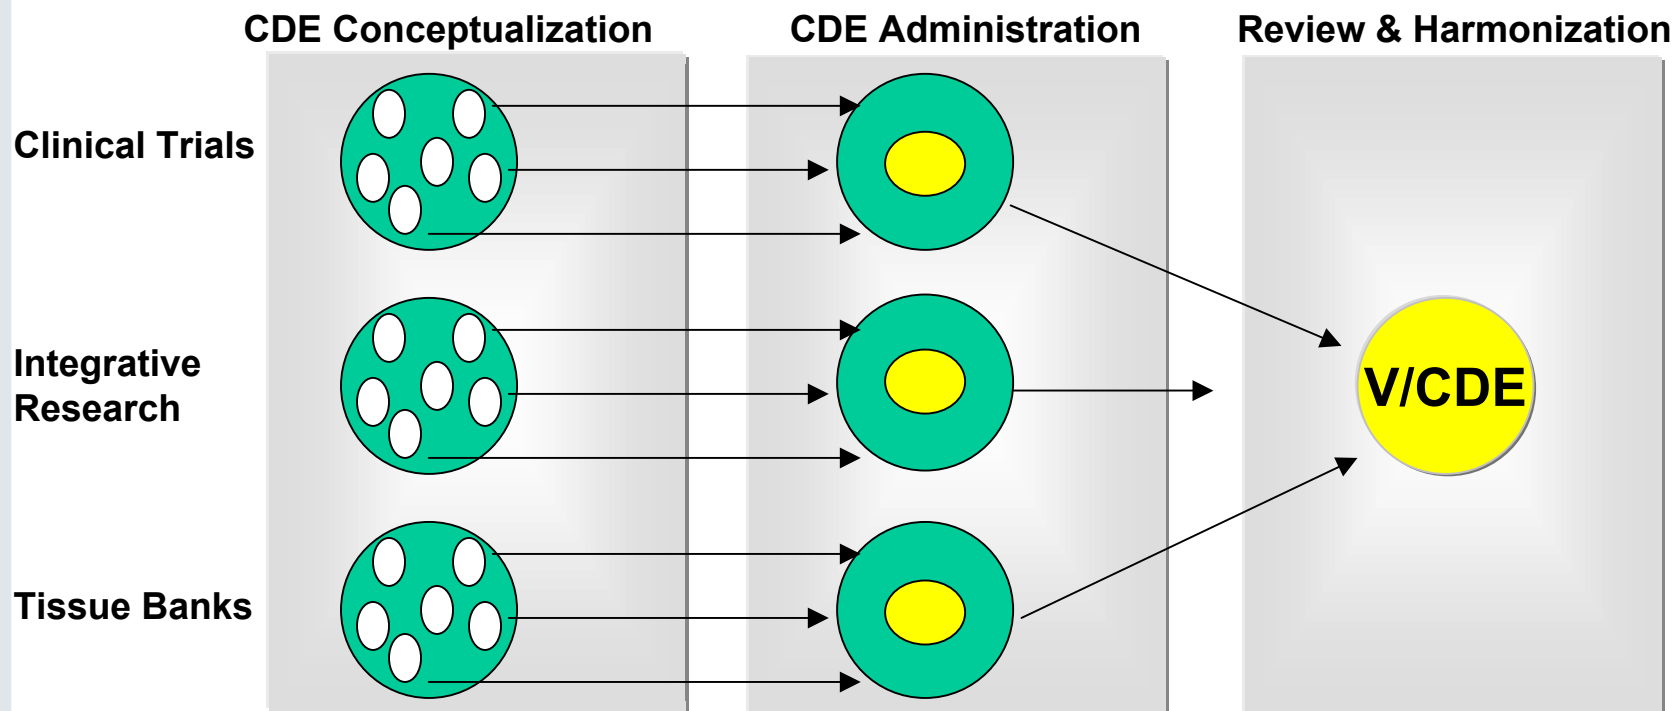 CDE Conceptualization
CDE Administration
Review & Harmonization
Clinical Trials
Integrative
Research
V/CDE
Tissue Banks